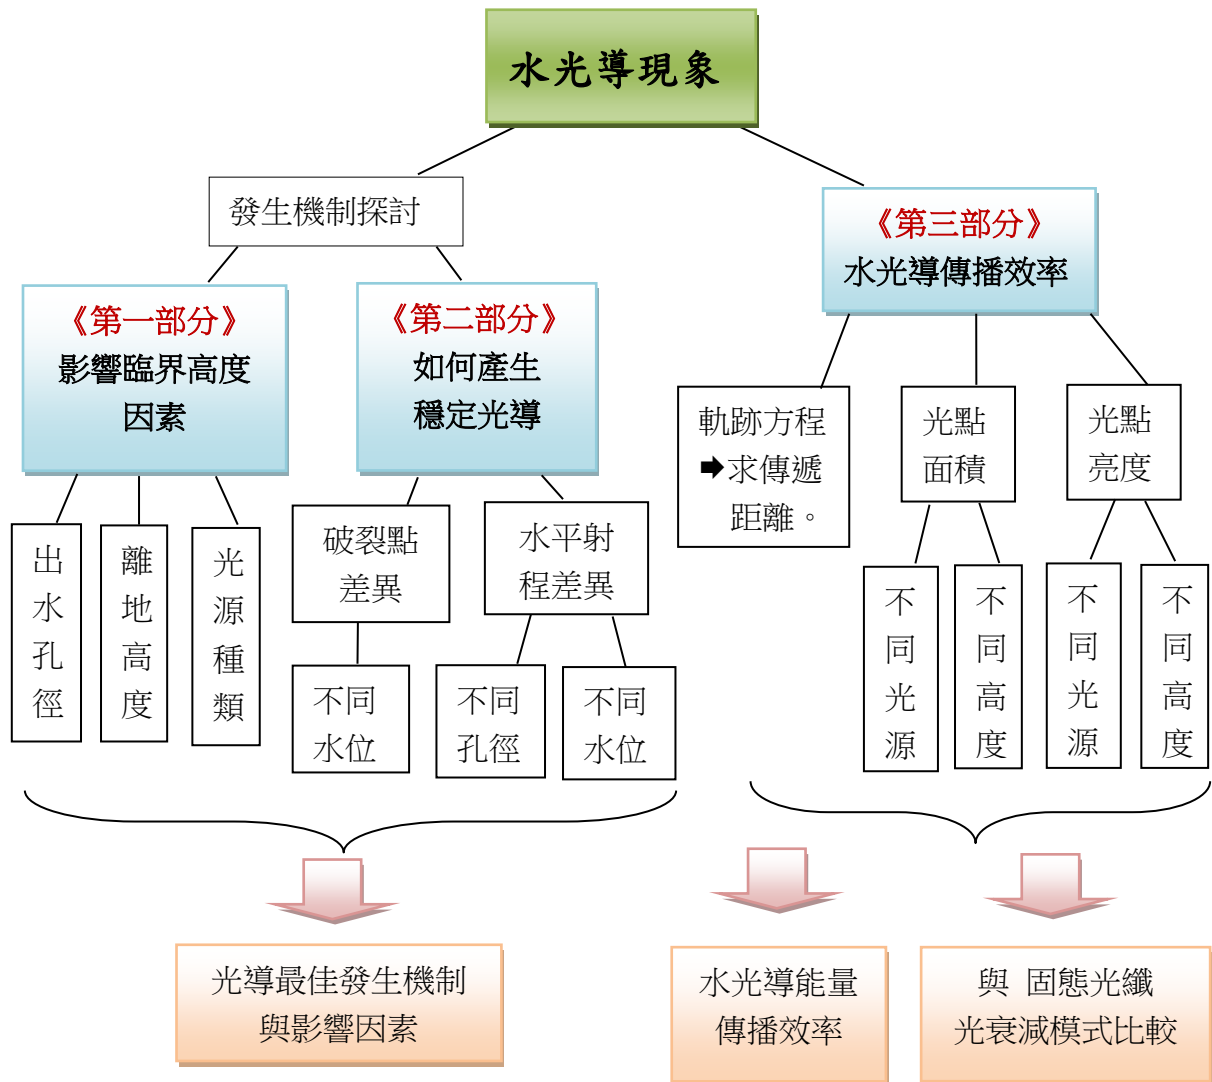 水光導現象
發生機制探討
《第一部分》
影響臨界高度
因素
《第二部分》
如何產生
穩定光導
《第三部分》
水光導傳播效率
出水孔徑
離地高度
光源種類
破裂點
差異
水平射
程差異
不同
水位
不同
孔徑
不同
水位
軌跡方程
➡求傳遞
距離。
光點
面積
光點
亮度
不同光源
不同高度
不同光源
不同高度
光導最佳發生機制
與影響因素
水光導能量
傳播效率
與 固態光纖
光衰減模式比較